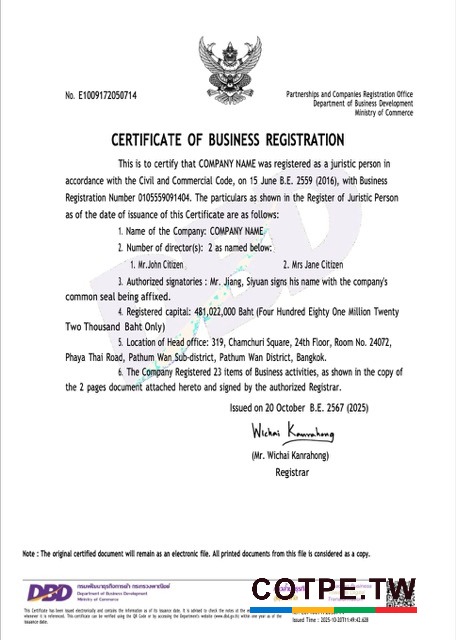 No. E1009172050714
Partnerships and Companies Registration Office
Department of Business Development
Ministry of Commerce
CERTIFICATE OF BUSINESS REGISTRATION
This is to certify that COMPANY NAME was registered as a juristic person in
accordance with the Civil and Commercial Code, on 15 June B.E. 2559 (2016), with Business
Registration Number 0105559091404. The particulars as shown in the Register of Juristic Person
as of the date of issuance of this Certificate are as follows:
1. Name of the Company: COMPANY NAME
2. Number of director(s): 2 as named below:
1. Mr.John Citizen 2. Mrs Jane Citizen
3. Authorized signatories : Mr. Jiang, Siyuan signs his name with the company's
common seal being affixed.
4. Registered capital: 481,022,000 Baht (Four Hundred Eighty One Million Twenty
Two Thousand Baht Only)
5. Location of Head office: 319, Chamchuri Square, 24th Floor, Room No. 24072,
Phaya Thai Road, Pathum Wan Sub-district, Pathum Wan District, Bangkok.
6. The Company Registered 23 items of Business activities, as shown in the copy of
the 2 pages document attached hereto and signed by the authorized Registrar.
Issued on 20 October B.E. 2567 (2025)
Wichai Kanrahong
(Mr. Wichai Kanrahong)
Registrar
Note : The original certified document will remain as an electronic file. All printed documents from this file is considered as a copy.
DBD
กรมพัฒนาธุรกิจการค้า กระทรวงพาณิชย์
Department of Business Development
Ministry of Commerce
COTPE.TW
This Certificate has been issued electronically and contains the information as of its issuance date. It is advised to check the notes at the
whenever it is referenced. This certificate can be verified using the QR Code or by accessing the Department's website (www.dbd.go.th) within one year as of the
issuance date.
Issued Time : 2025-10-20T11:49:42.628